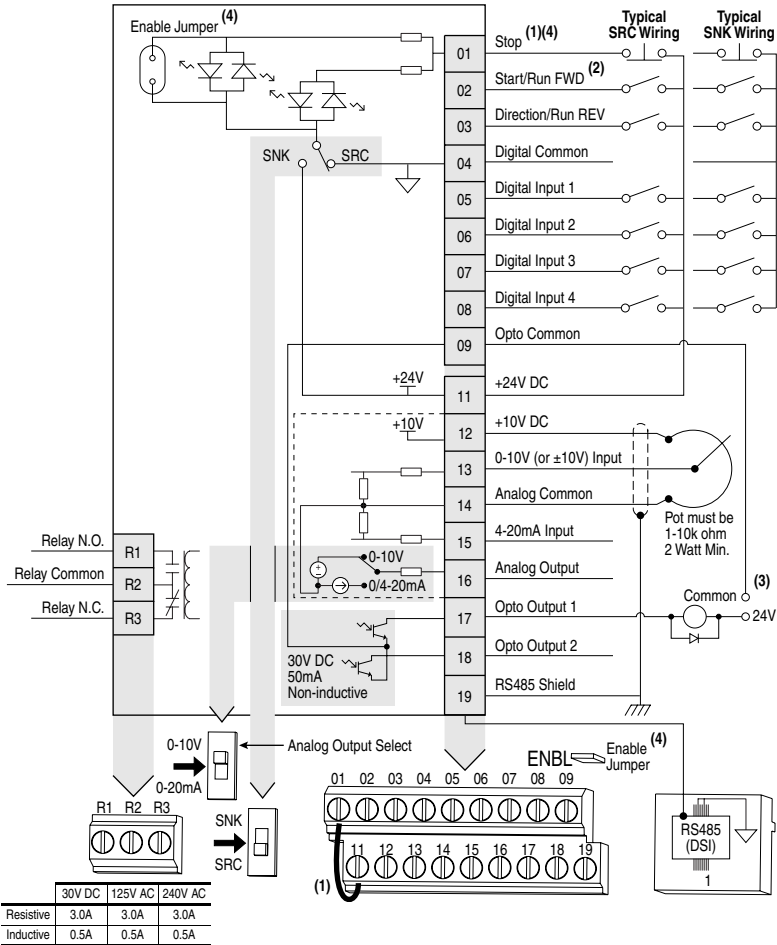 Enable Jumper (4)
Typical
SRC Wiring
Typical
SNK Wiring
01 Stop (1)(4)
02 Start/Run FWD (2)
03 Direction/Run REV
SNK SRC
04 Digital Common
05 Digital Input 1
06 Digital Input 2
07 Digital Input 3
08 Digital Input 4
09 Opto Common
+24V 11 +24V DC
+10V 12 +10V DC
13 0-10V (or ±10V) Input
14 Analog Common
Pot must be
1-10k ohm
2 Watt Min.
15 4-20mA Input
Relay N.O. R1
Relay Common R2
Relay N.C. R3
0-10V
+
−
0/4-20mA
16 Analog Output
Common (3)
17 Opto Output 1
24V
30V DC
50mA
Non-inductive
18 Opto Output 2
19 RS485 Shield
0-10V
0-20mA
Analog Output Select
ENBL Enable (4)
Jumper
01 02 03 04 05 06 07 08 09
11 12 13 14 15 16 17 18 19
(1)
R1 R2 R3
SNK
SRC
RS485
(DSI)
1
30V DC 125V AC 240V AC
Resistive 3.0A 3.0A 3.0A
Inductive 0.5A 0.5A 0.5A